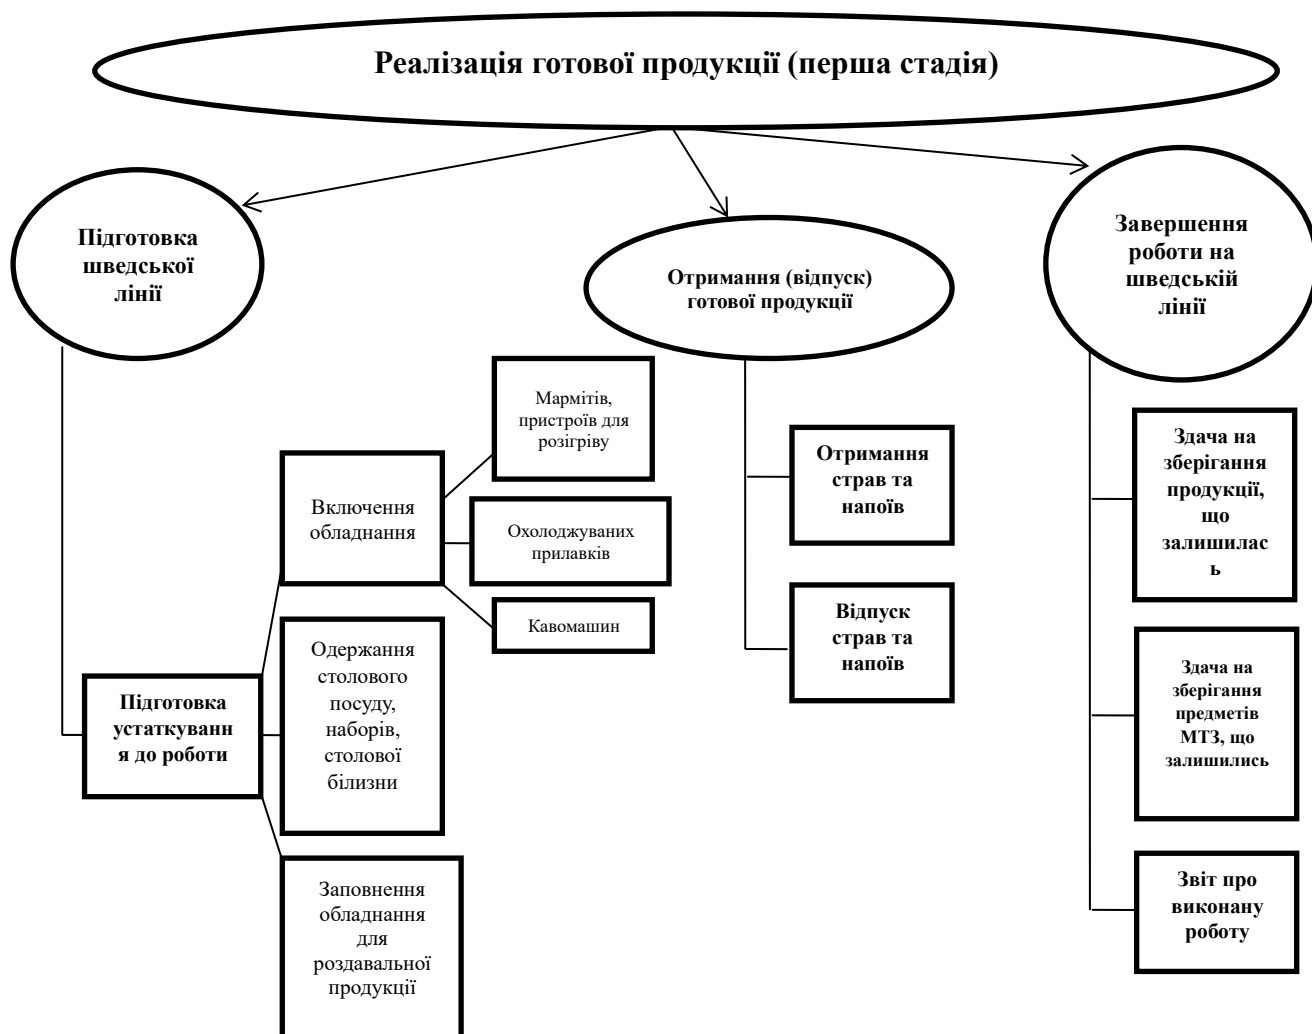 Реалізація готової продукції (перша стадія)
Підготовка
шведської
лінії
Отримання (відпуск)
готової продукції
Завершення
роботи на
шведській
лінії
Мармітів,
пристроїв для
розігріву
Включення
обладнання
Охолоджуваних
прилавків
Кавомашин
Підготовка
устаткуванн
я до роботи
Одержання
столового
посуду,
наборів,
столової
білизни
Заповнення
обладнання
для
роздавальної
продукції
Отримання
страв та
напоїв
Відпуск
страв та
напоїв
Здача на
зберігання
продукції,
що
залишилас
ь
Здача на
зберігання
предметів
МТЗ, що
залишились
Звіт про
виконану
роботу